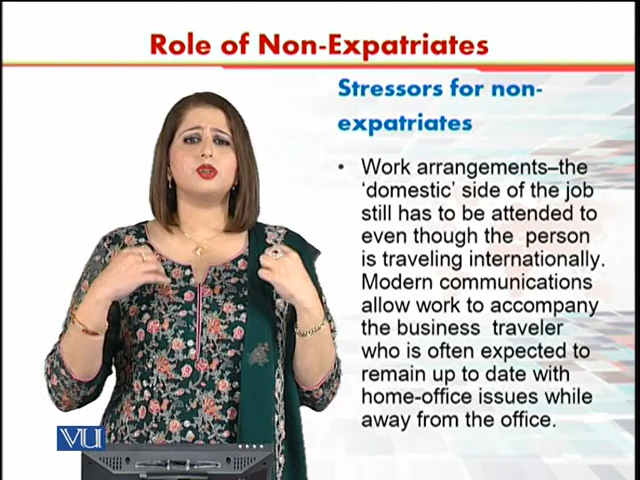 Role of Non-Expatriates
Stressors for non-
expatriates
• Work arrangements–the
‘domestic’ side of the job
still has to be attended to
even though the person
is traveling internationally.
Modern communications
allow work to accompany
the business traveler
who is often expected to
remain up to date with
home-office issues while
away from the office.
VU